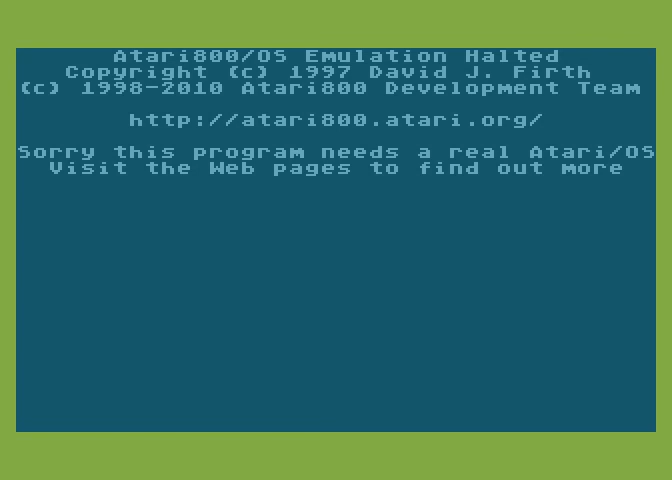 Atari800/OS Emulation Halted
Copyright (c) 1997 David J. Firth
(c) 1998-2010 Atari800 Development Team
http://atari800.atari.org/
Sorry this program needs a real Atari/OS
Visit the Web pages to find out more